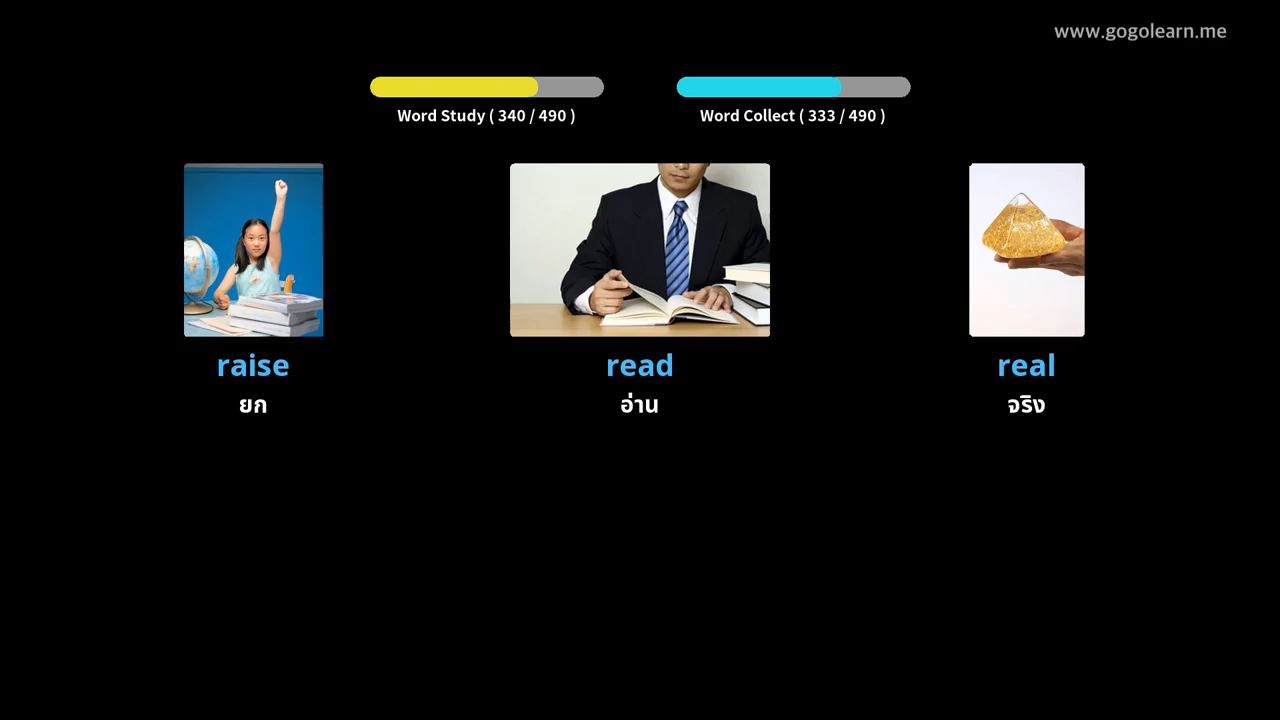 www.gogolearn.me
Word Study ( 340 / 490 )
Word Collect ( 333 / 490 )
raise
ยก
read
อ่าน
real
จริง